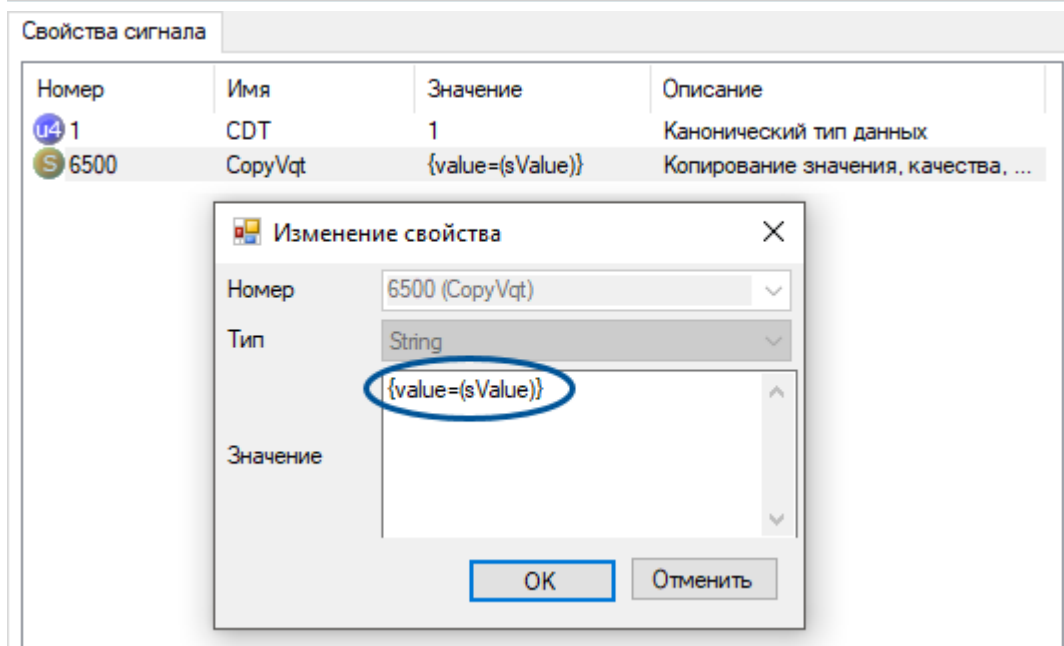 Свойства сигнала
Номер Имя Значение Описание
u4 1 CDT 1 Канонический тип данных
S 6500 CopyVqt {value=(sValue)} Копирование значения, качества, ...
Изменение свойства
Номер 6500 (CopyVqt)
Тип String
{value=(sValue)}
Значение
OK Отменить